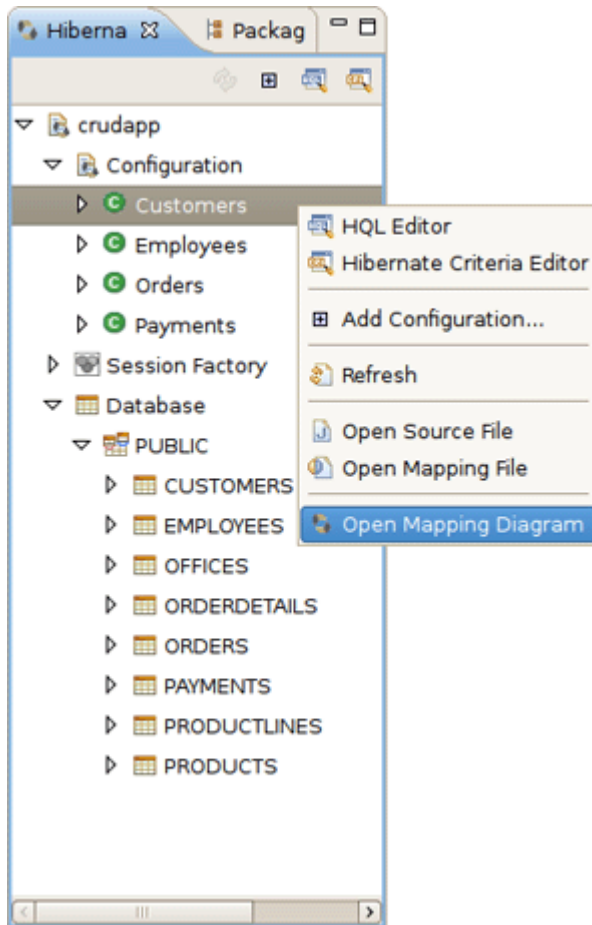 Hiberna
Packag
crudapp
Configuration
Customers
Employees
Orders
Payments
Session Factory
Database
PUBLIC
CUSTOMERS
EMPLOYEES
OFFICES
ORDERDETAILS
ORDERS
PAYMENTS
PRODUCTLINES
PRODUCTS
HQL Editor
Hibernate Criteria Editor
Add Configuration...
Refresh
Open Source File
Open Mapping File
Open Mapping Diagram